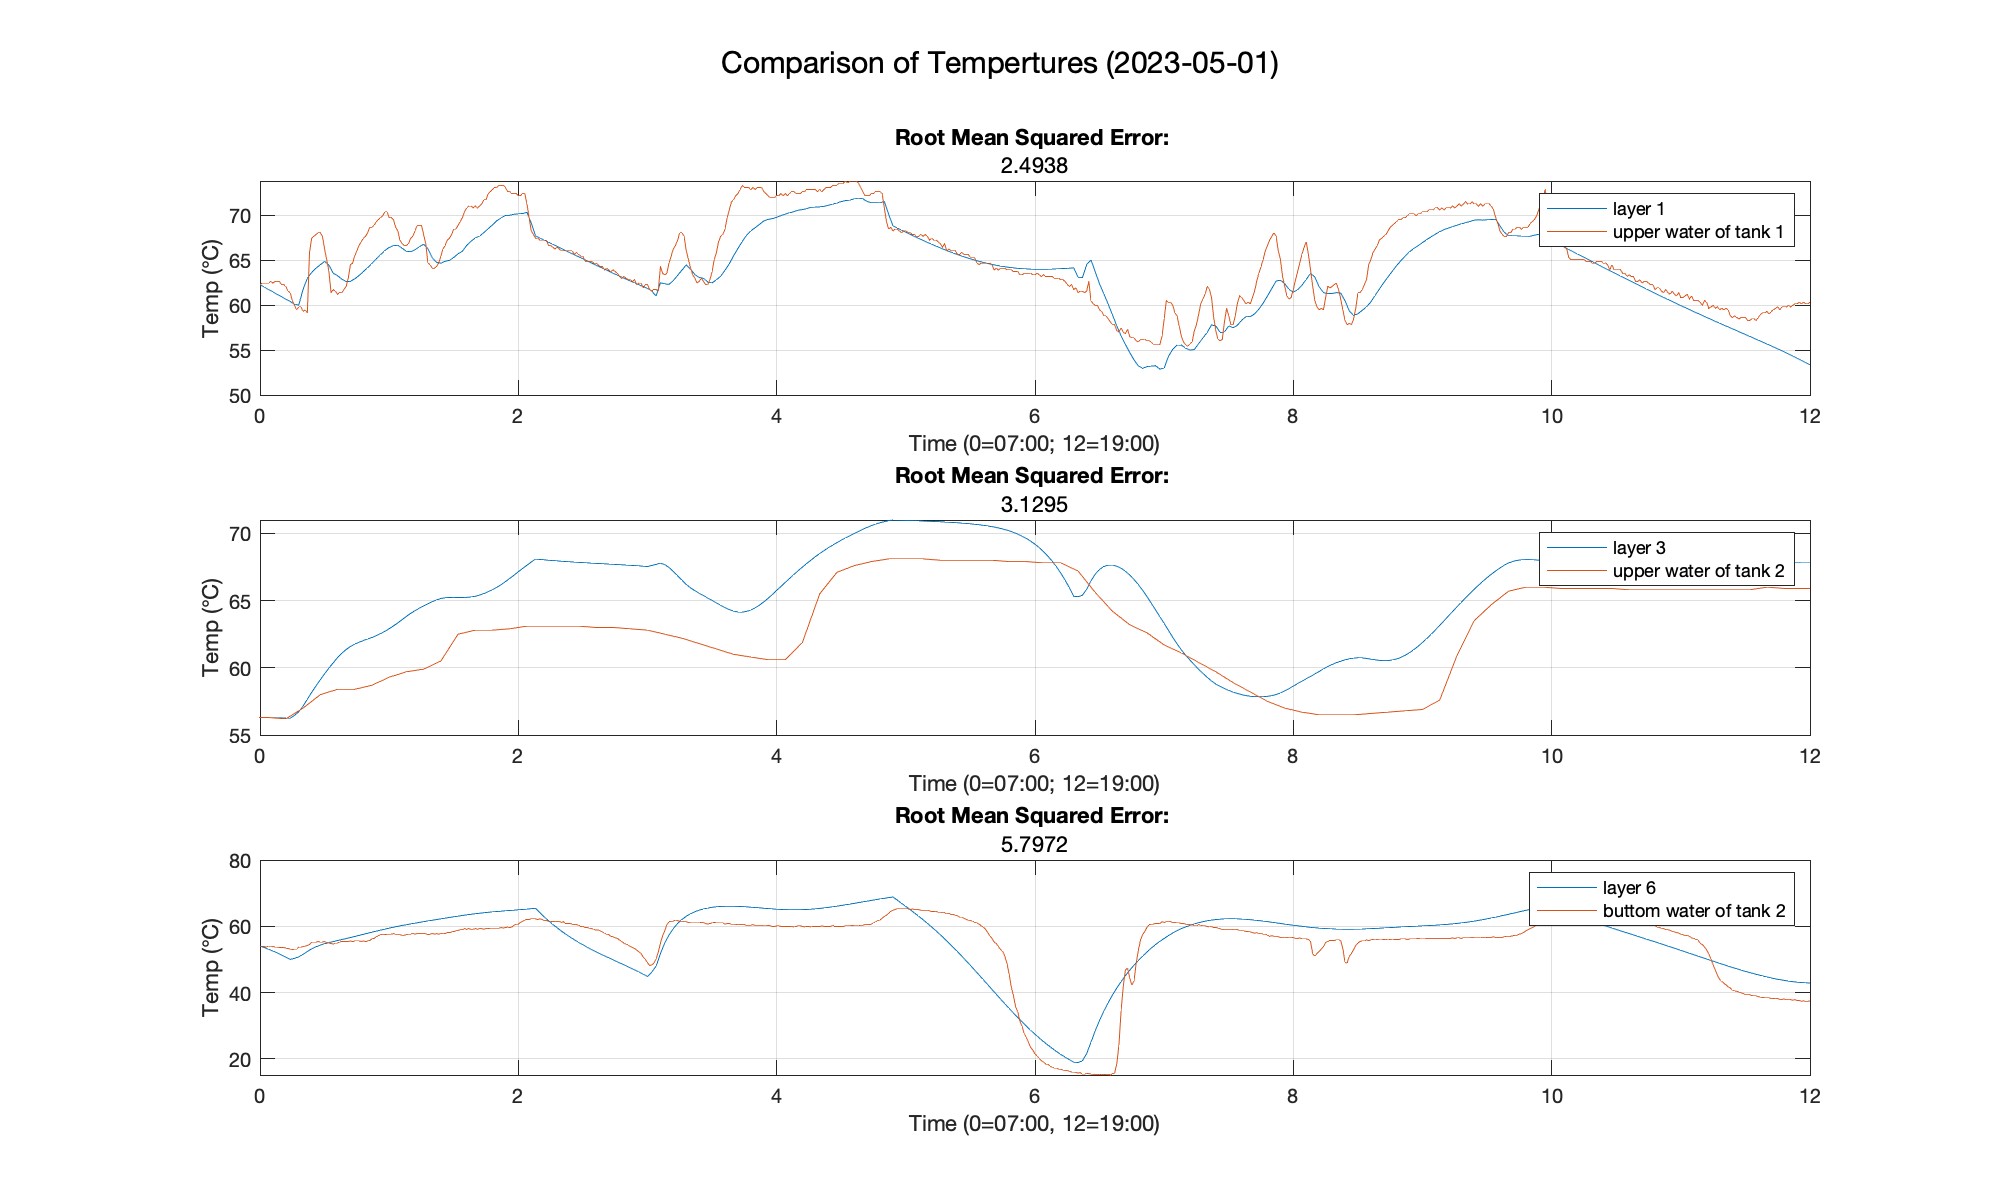 Comparison of Tempertures (2023-05-01)
Root Mean Squared Error:
2.4938
Temp (°C)
70
65
60
55
50
0 2 4 6 8 10 12
layer 1
upper water of tank 1
Time (0=07:00; 12=19:00)
Root Mean Squared Error:
3.1295
Temp (°C)
70
65
60
55
0 2 4 6 8 10 12
layer 3
upper water of tank 2
Time (0=07:00; 12=19:00)
Root Mean Squared Error:
5.7972
Temp (°C)
80
60
40
20
0 2 4 6 8 10 12
layer 6
buttom water of tank 2
Time (0=07:00, 12=19:00)